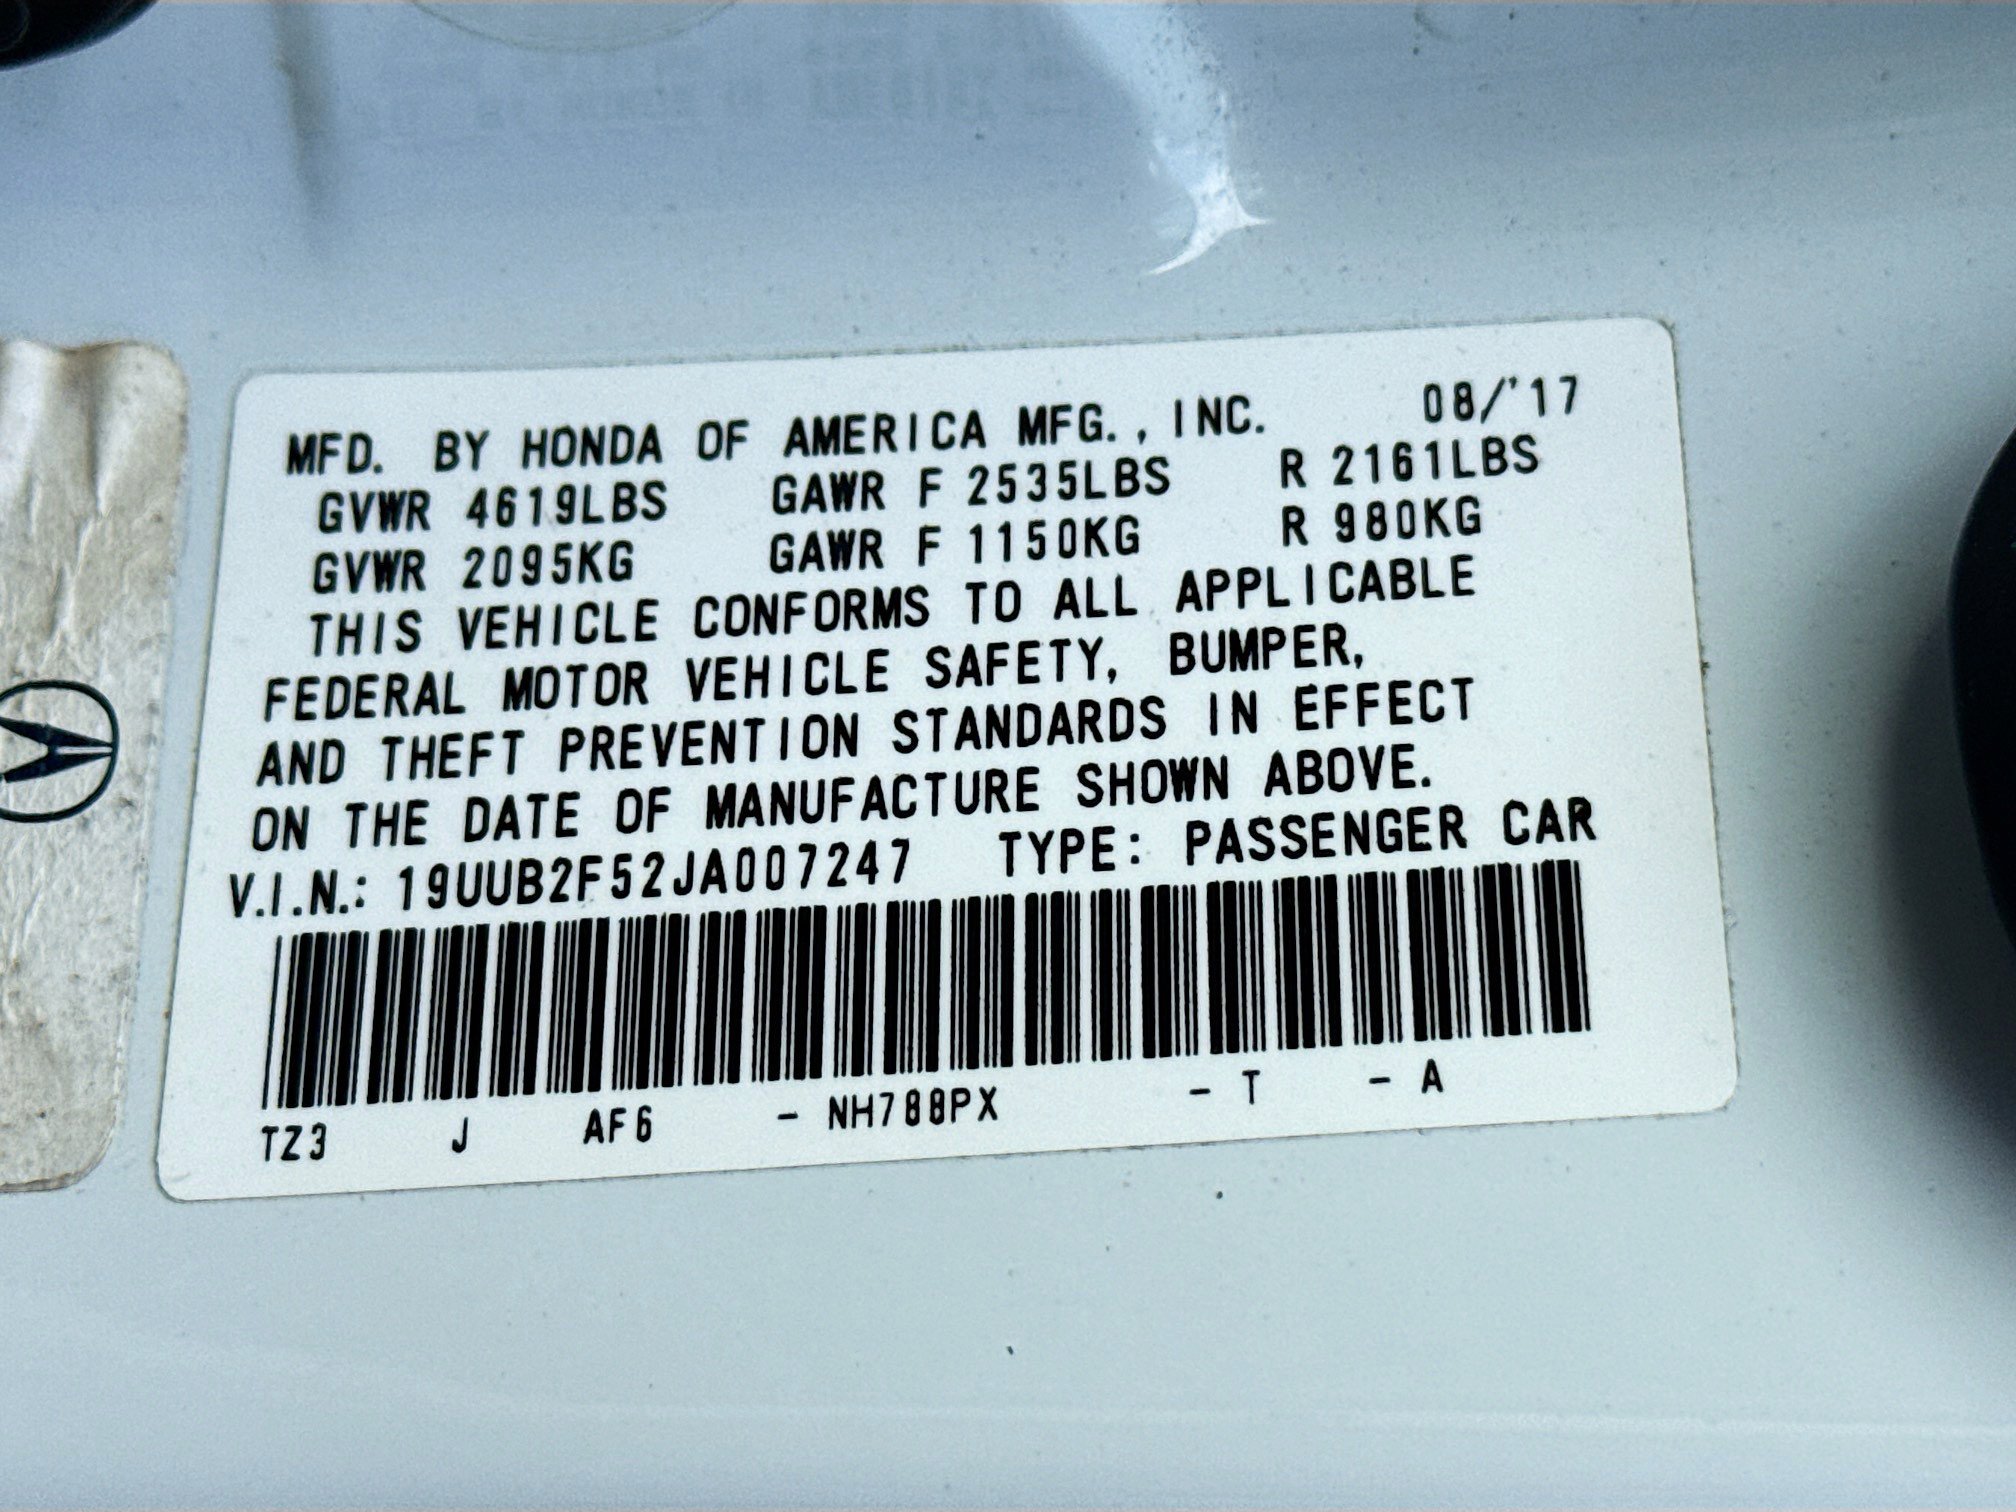 MFD. BY HONDA OF AMERICA MFG., INC. 08/'17
GVWR 4619LBS GAWR F 2535LBS R 2161LBS
GVWR 2095KG GAWR F 1150KG R 980KG
THIS VEHICLE CONFORMS TO ALL APPLICABLE
FEDERAL MOTOR VEHICLE SAFETY, BUMPER,
AND THEFT PREVENTION STANDARDS IN EFFECT
ON THE DATE OF MANUFACTURE SHOWN ABOVE.
V.I.N.: 19UUB2F52JA007247 TYPE: PASSENGER CAR
TZ3 J AF6 - NH788PX - T - A